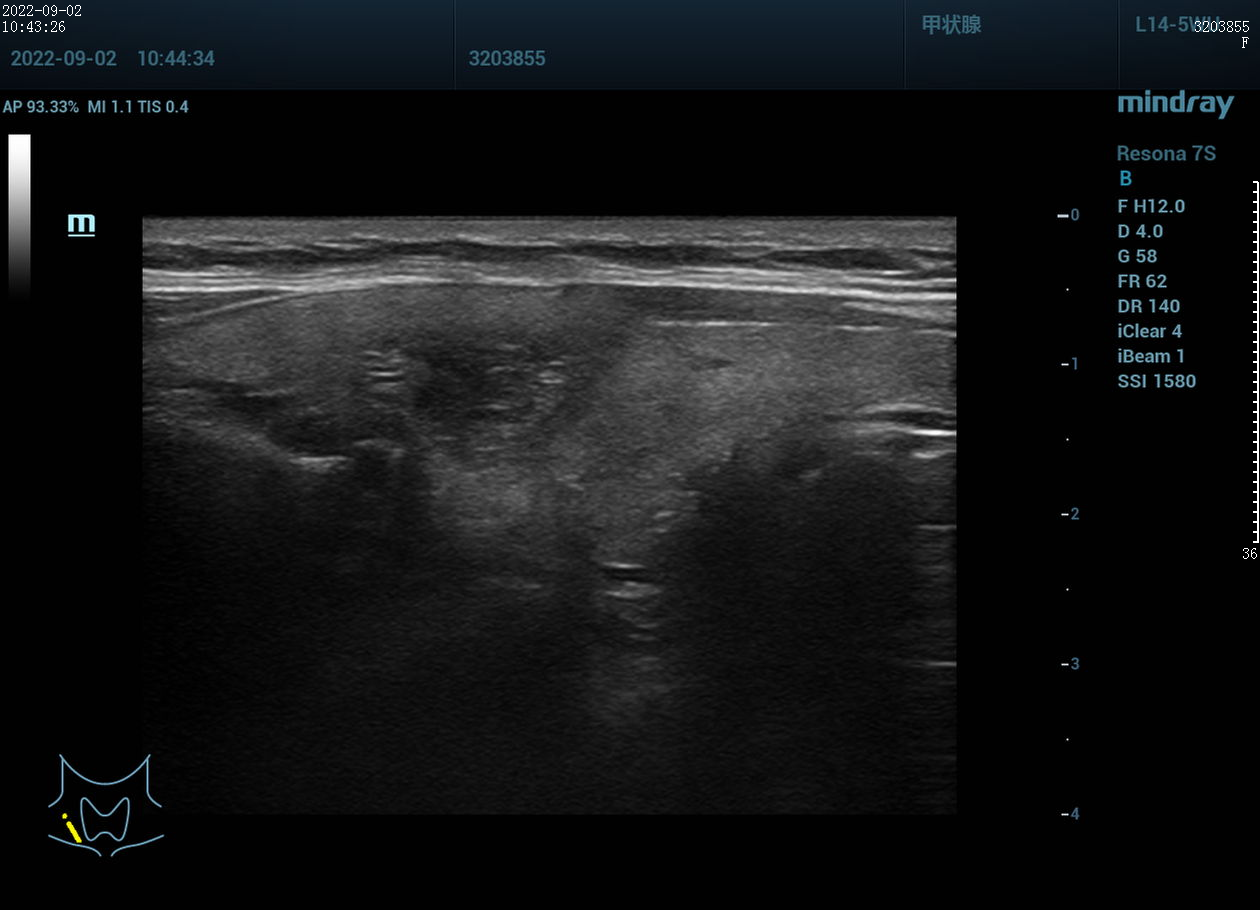 2022-09-02
10:43:26
甲状腺
3203855
F
2022-09-02 10:44:34
3203855
AP 93.33% MI 1.1 TIS 0.4
mindray
Resona 7S
B
F H12.0
D 4.0
G 58
FR 62
DR 140
iClear 4
iBeam 1
SSI 1580
m
0
1
2
3
4
36